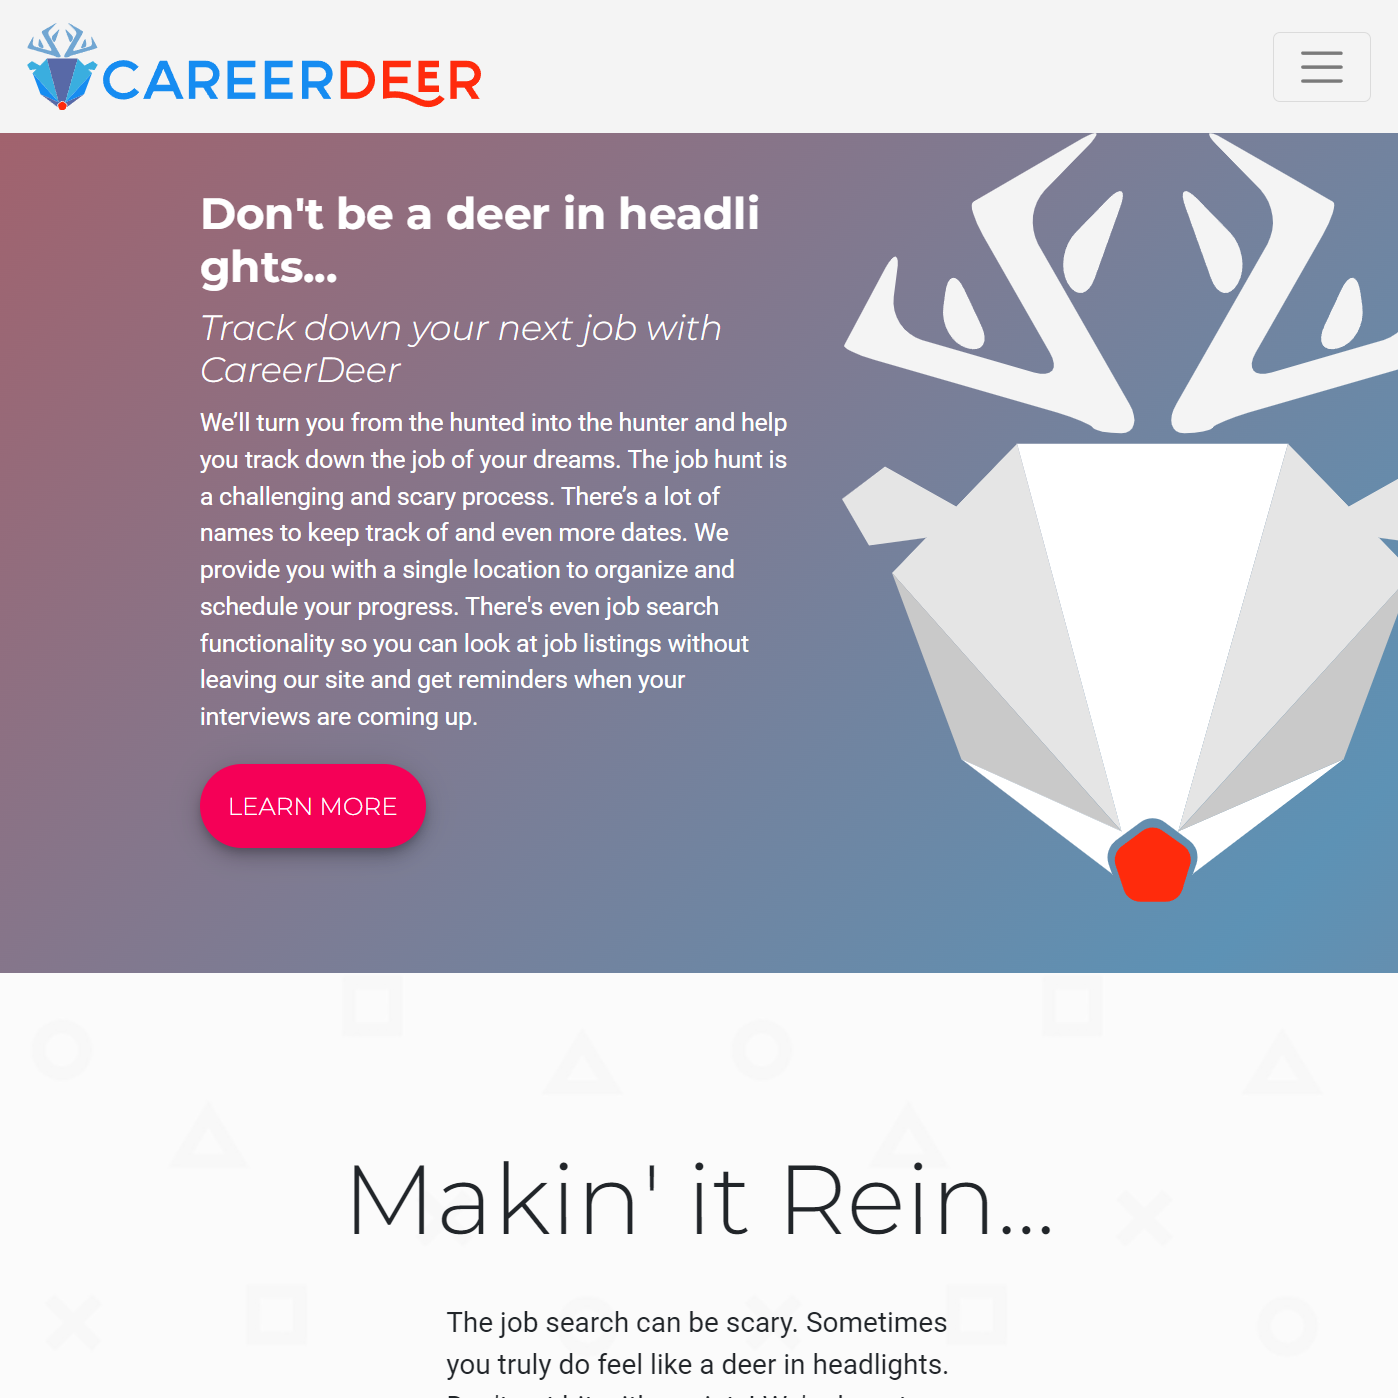 CAREERDEER
Don't be a deer in headli
ghts...
Track down your next job with
CareerDeer
We’ll turn you from the hunted into the hunter and help
you track down the job of your dreams. The job hunt is
a challenging and scary process. There’s a lot of
names to keep track of and even more dates. We
provide you with a single location to organize and
schedule your progress. There's even job search
functionality so you can look at job listings without
leaving our site and get reminders when your
interviews are coming up.
LEARN MORE
Makin' it Rein...
The job search can be scary. Sometimes
you truly do feel like a deer in headlights.